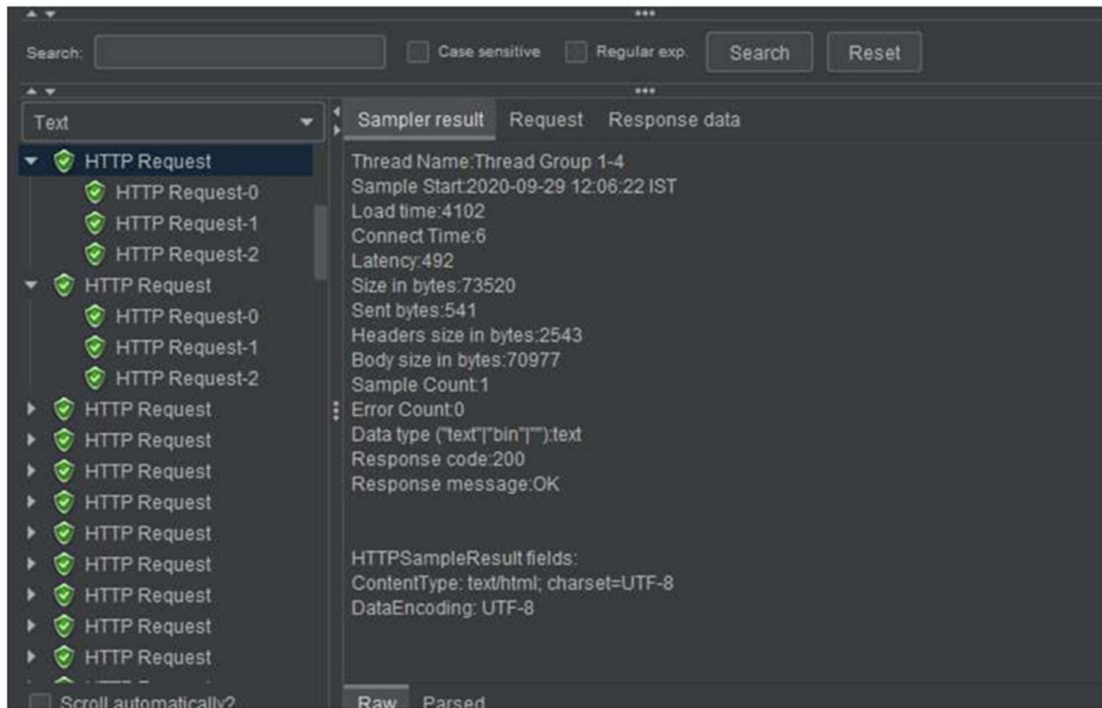 Search:
Case sensitive
Regular exp.
Search
Reset
Text
HTTP Request
HTTP Request-0
HTTP Request-1
HTTP Request-2
HTTP Request
HTTP Request-0
HTTP Request-1
HTTP Request-2
HTTP Request
HTTP Request
HTTP Request
HTTP Request
HTTP Request
HTTP Request
HTTP Request
HTTP Request
HTTP Request
Scroll automatically?
Sampler result
Request
Response data
Thread Name:Thread Group 1-4
Sample Start:2020-09-29 12:06:22 IST
Load time:4102
Connect Time:6
Latency:492
Size in bytes:73520
Sent bytes:541
Headers size in bytes:2543
Body size in bytes:70977
Sample Count:1
Error Count:0
Data type ("text"|"bin"|""):text
Response code:200
Response message:OK
HTTPSampleResult fields:
ContentType: text/html; charset=UTF-8
DataEncoding: UTF-8
Raw
Parsed